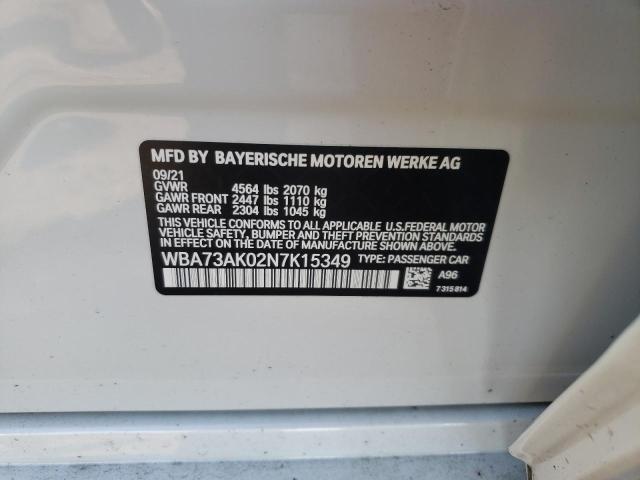 MFD BY BAYERISCHE MOTOREN WERKE AG
09/21
GVWR 4564 lbs 2070 kg
GAWR FRONT 2447 lbs 1110 kg
GAWR REAR 2304 lbs 1045 kg
THIS VEHICLE CONFORMS TO ALL APPLICABLE U.S.FEDERAL MOTOR
VEHICLE SAFETY, BUMPER AND THEFT PREVENTION STANDARDS
IN EFFECT ON THE DATE OF MANUFACTURE SHOWN ABOVE.
WBA73AK02N7K15349 TYPE: PASSENGER CAR
A96
7315814